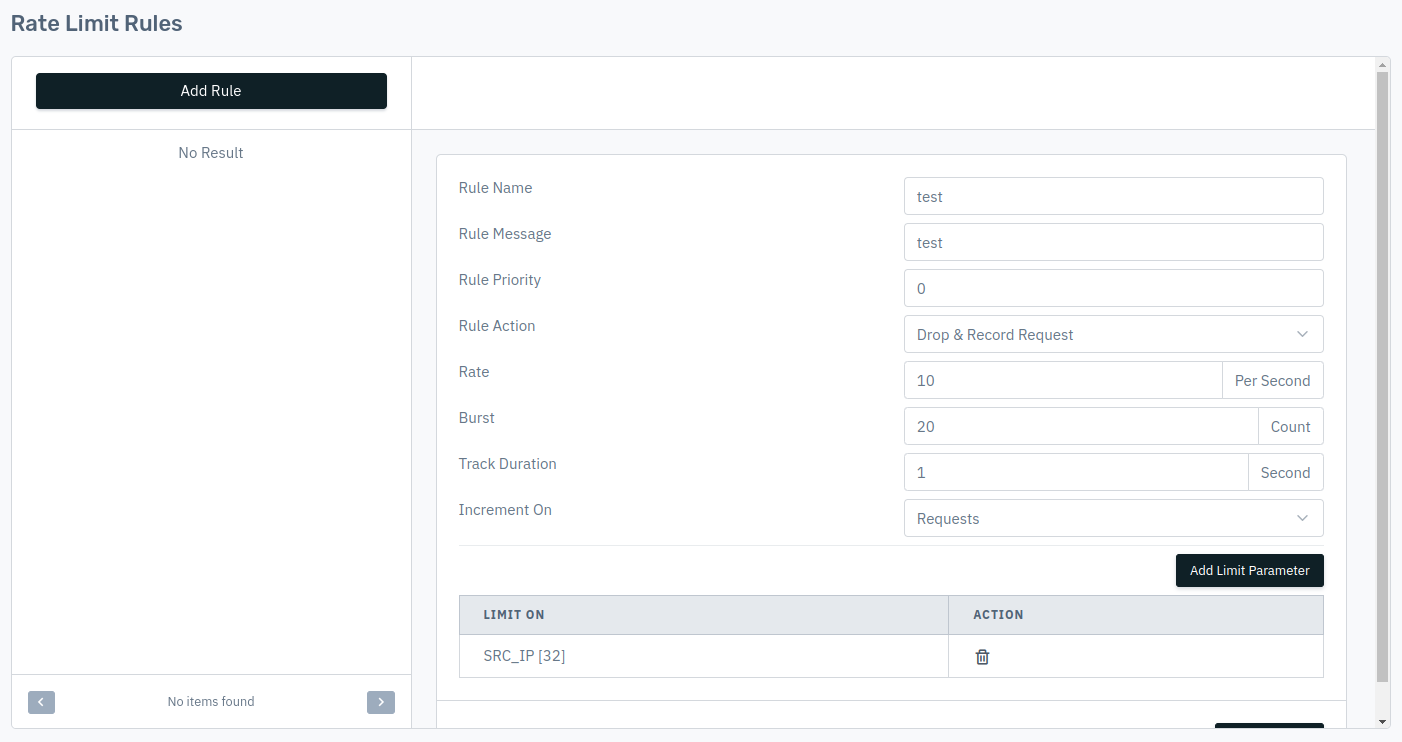 Rate Limit Rules
Add Rule
No Result
No items found
Rule Name
test
Rule Message
test
Rule Priority
0
Rule Action
Drop & Record Request
Rate
10 Per Second
Burst
20 Count
Track Duration
1 Second
Increment On
Requests
Add Limit Parameter
LIMIT ON ACTION
SRC_IP [32]